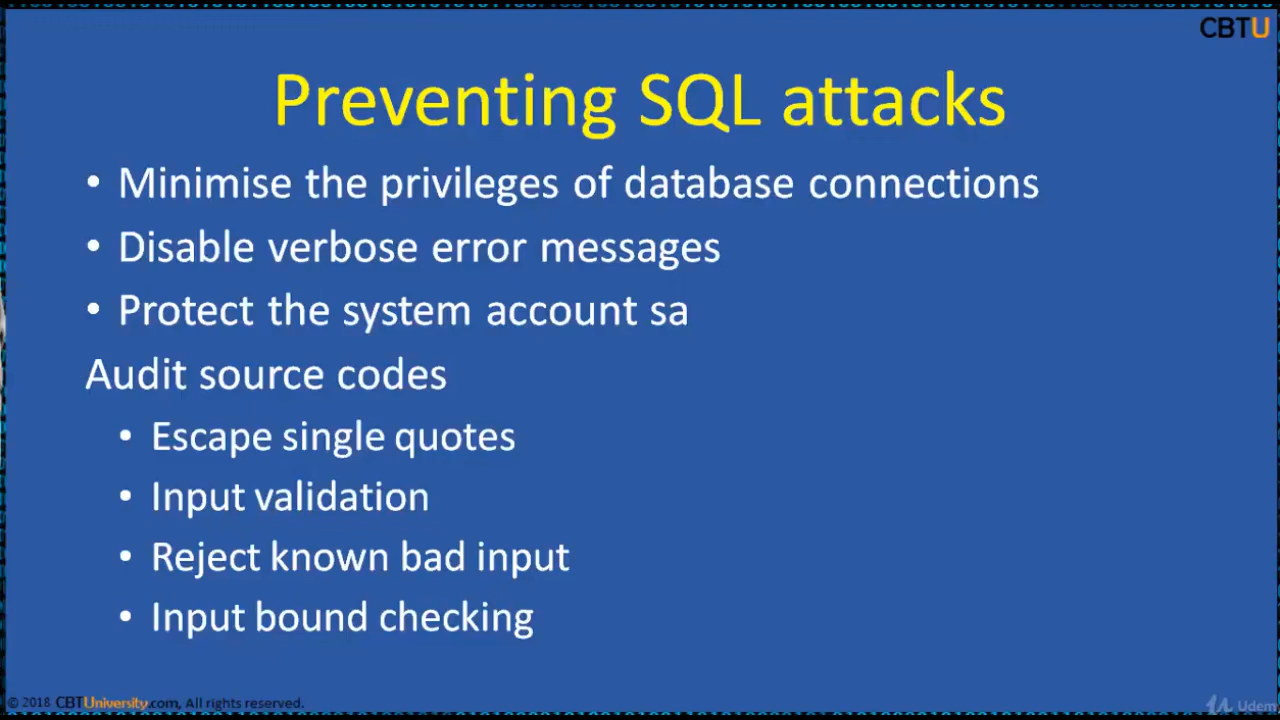 CBTU
Preventing SQL attacks
• Minimise the privileges of database connections
• Disable verbose error messages
• Protect the system account sa
Audit source codes
• Escape single quotes
• Input validation
• Reject known bad input
• Input bound checking
© 2018 CBTUniversity.com, All rights reserved.